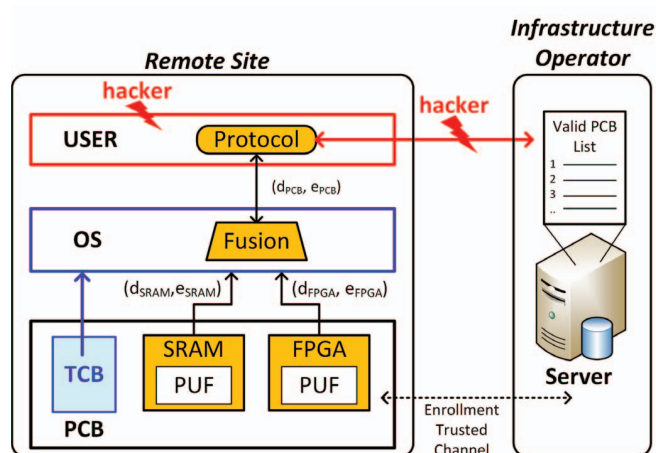 Infrastructure
Operator
Remote Site
hacker
hacker
USER
Protocol
Valid PCB
List
1
2
3
..
(dPCB, ePCB)
OS
Fusion
(dSRAM,eSRAM)
(dFPGA, eFPGA)
TCB
SRAM
PUF
FPGA
PUF
PCB
Server
Enrollment
Trusted
Channel